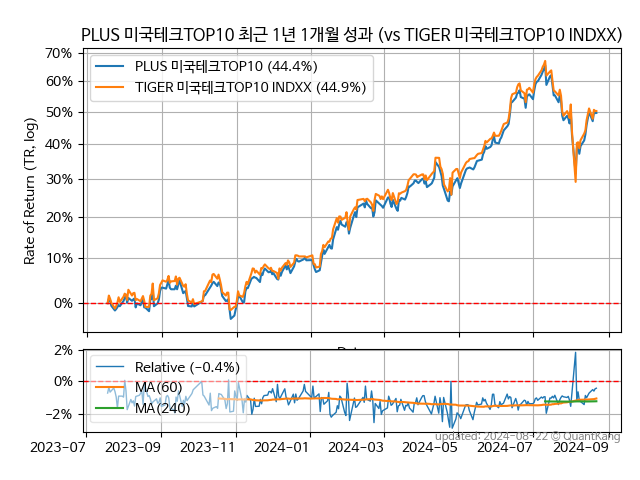 PLUS 미국테크TOP10 최근 1년 1개월 성과 (vs TIGER 미국테크TOP10 INDXX)
70%
60%
50%
40%
30%
20%
10%
0%
Rate of Return (TR, log)
PLUS 미국테크TOP10 (44.4%)
TIGER 미국테크TOP10 INDXX (44.9%)
2%
0%
−2%
Relative (−0.4%)
MA(60)
MA(240)
updated: 2024-08-22 © QuantKang
2023-07 2023-09 2023-11 2024-01 2024-03 2024-05 2024-07 2024-09